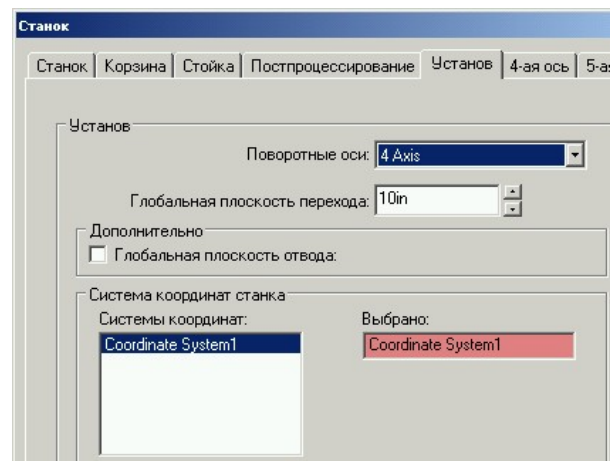 Станок
Станок Корзина Стойка Постпроцессирование Установ 4-ая ось 5-а
Установ
Поворотные оси: 4 Axis
Глобальная плоскость перехода: 10in
Дополнительно
Глобальная плоскость отвода:
Система координат станка
Системы координат: Выбрано:
Coordinate System1 Coordinate System1